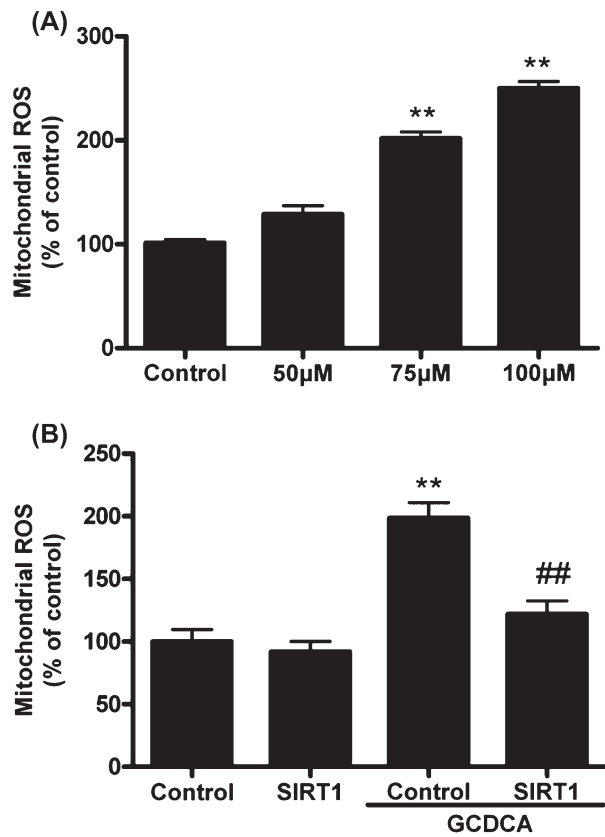 (A)
Mitochondrial ROS
(% of control)
300
200
100
0
**
**
Control 50µM 75µM 100µM
(B)
Mitochondrial ROS
(% of control)
250
200
150
100
50
0
**
##
Control SIRT1 Control SIRT1
GCDCA